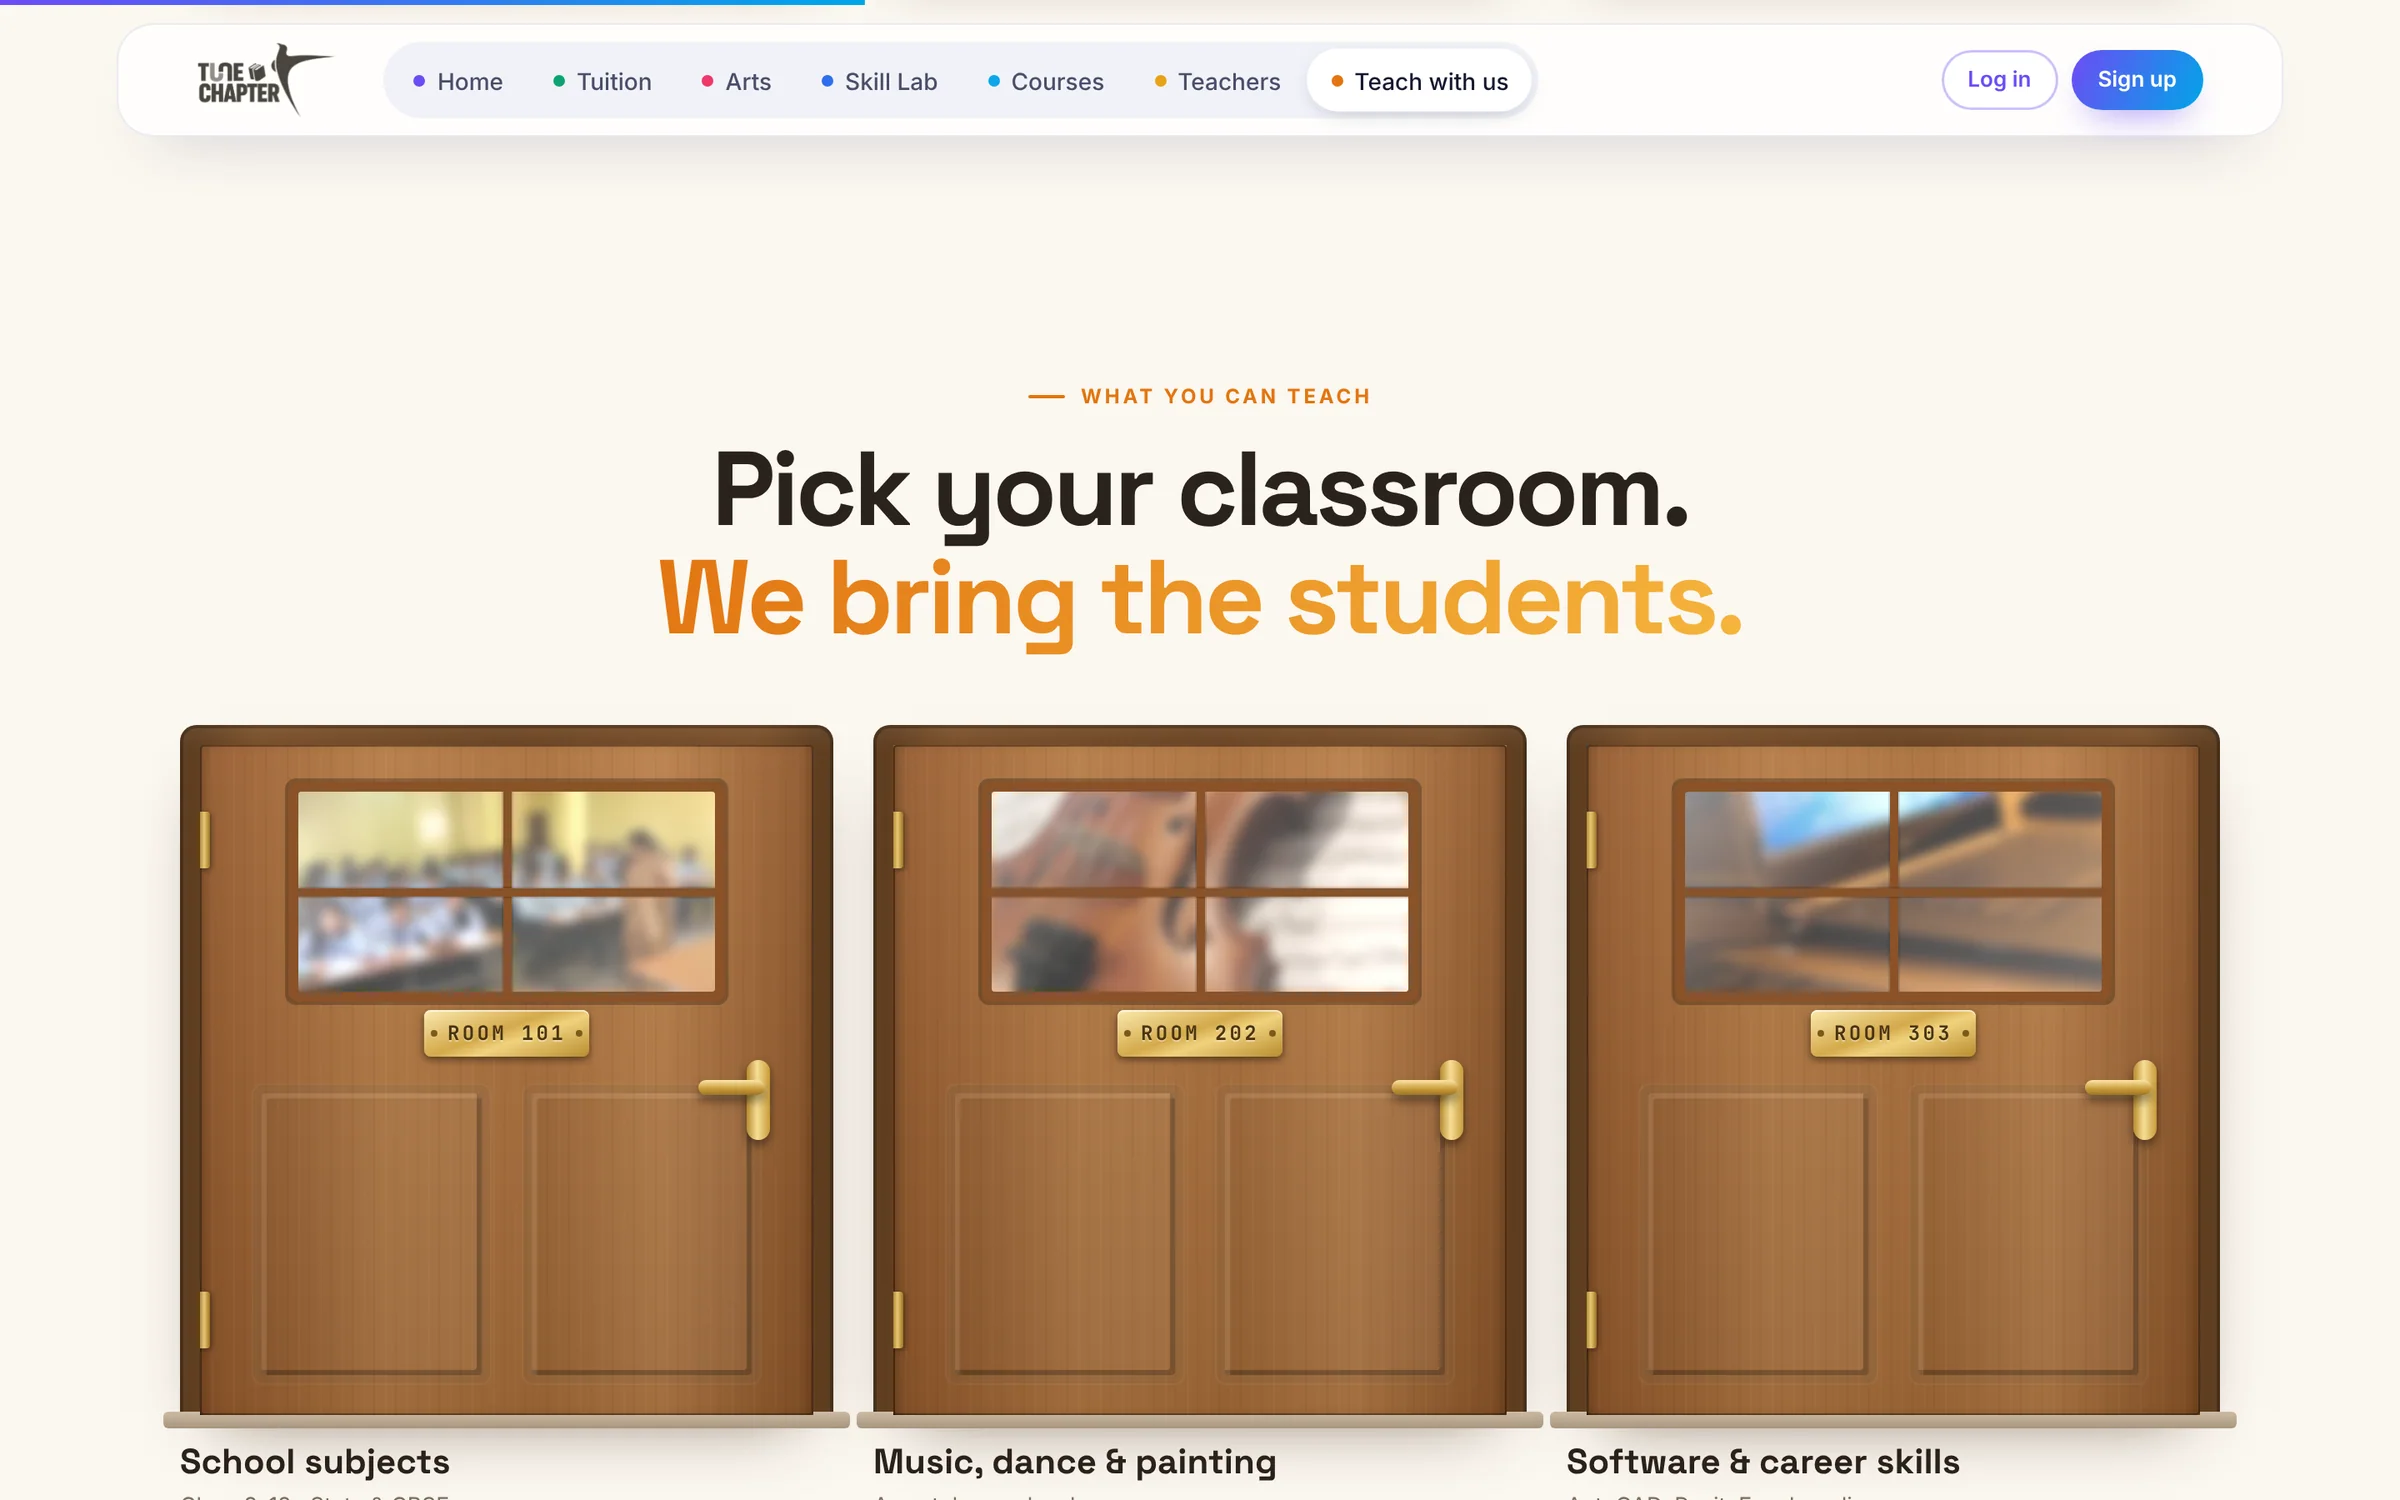 TUNE
CHAPTER
Home
Tuition
Arts
Skill Lab
Courses
Teachers
Teach with us
Log in
Sign up
WHAT YOU CAN TEACH
Pick your classroom.
We bring the students.
ROOM 101
ROOM 202
ROOM 303
School subjects
Music, dance & painting
Software & career skills